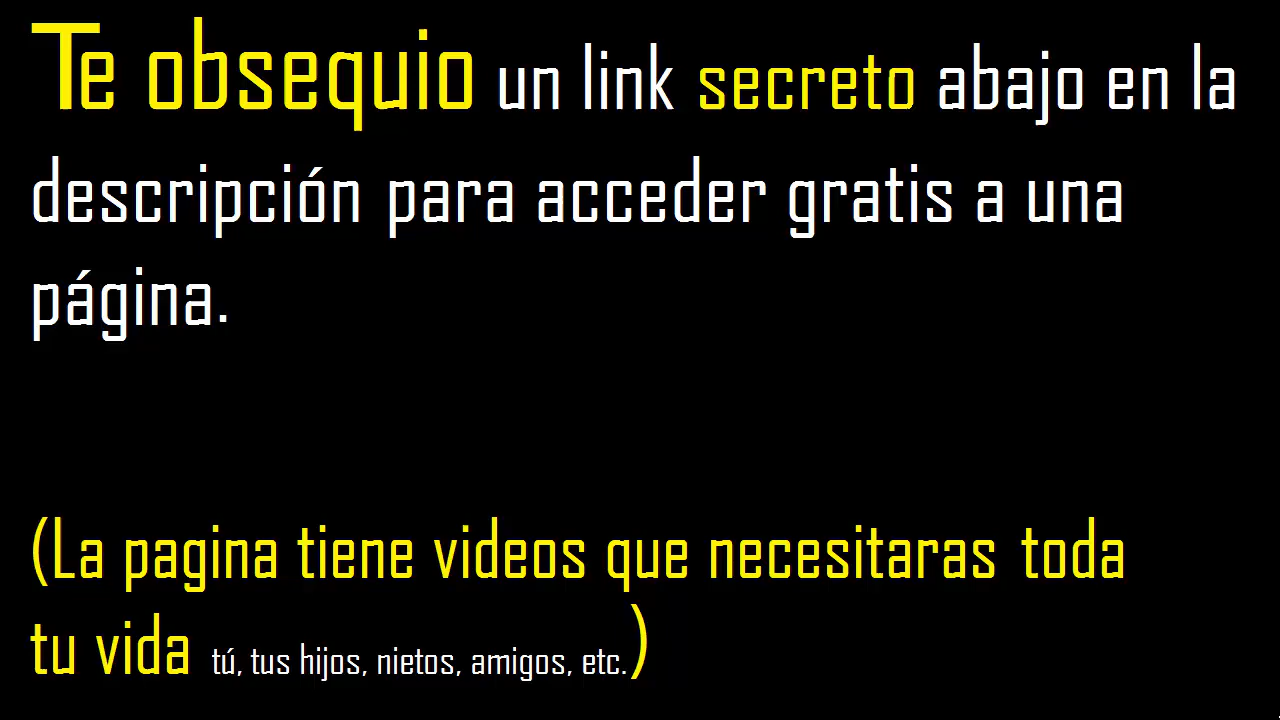 Te obsequio un link secreto abajo en la
descripción para acceder gratis a una
página.
(La pagina tiene videos que necesitaras toda
tu vida tú, tus hijos, nietos, amigos, etc.)